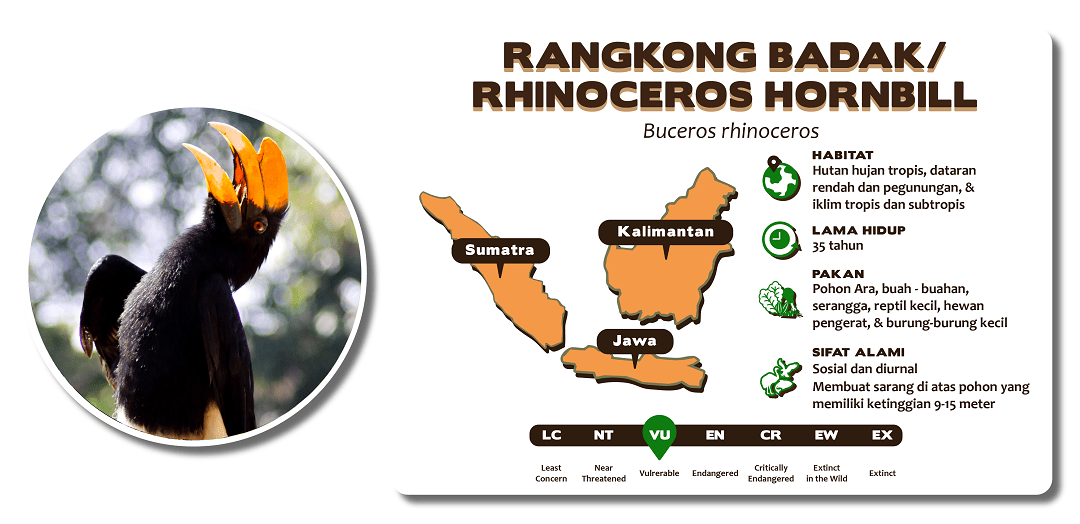 RANGKONG BADAK/
RHINOCEROS HORNBILL
Buceros rhinoceros
HABITAT
Hutan hujan tropis, dataran
rendah dan pegunungan, &
iklim tropis dan subtropis
LAMA HIDUP
35 tahun
PAKAN
Pohon Ara, buah - buahan,
serangga, reptil kecil, hewan
pengerat, & burung-burung kecil
SIFAT ALAMI
Sosial dan diurnal
Membuat sarang di atas pohon yang
memiliki ketinggian 9-15 meter
Sumatra
Kalimantan
Jawa
LC NT VU EN CR EW EX
Least Near Vulrerable Endangered Critically Extinct Extinct
Concern Threatened Endangered in the Wild